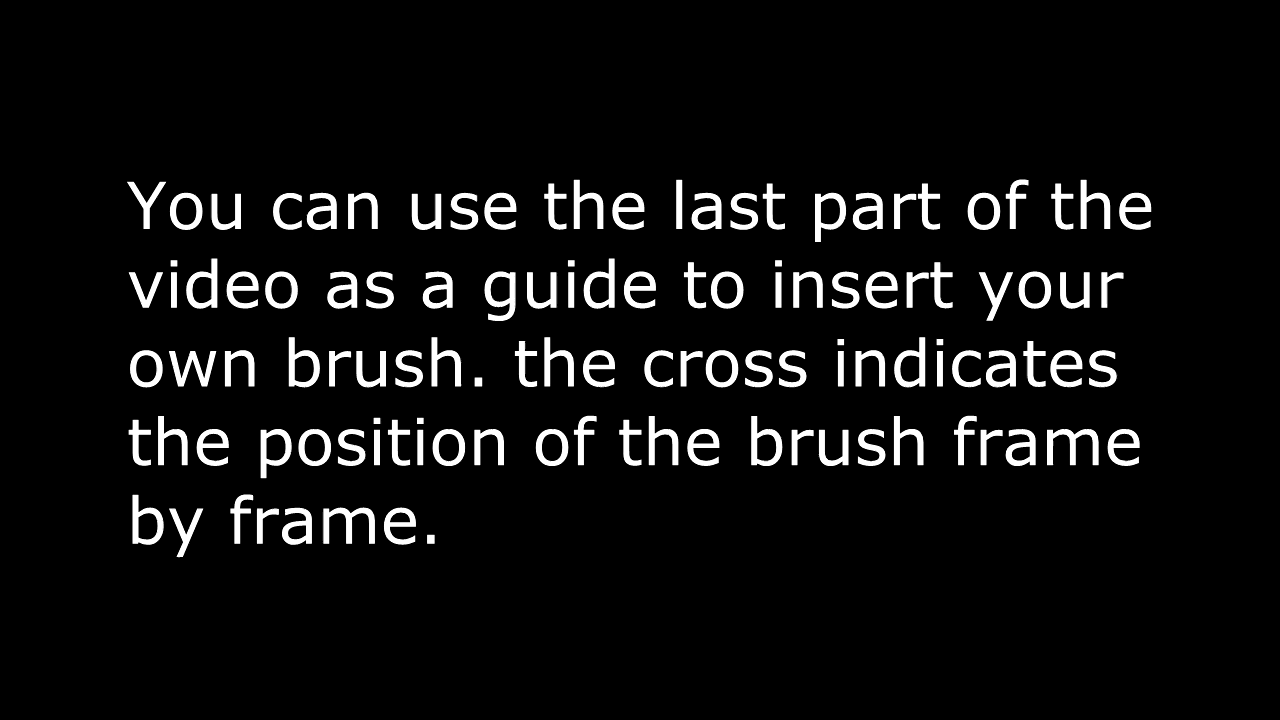 You can use the last part of the
video as a guide to insert your
own brush. the cross indicates
the position of the brush frame
by frame.